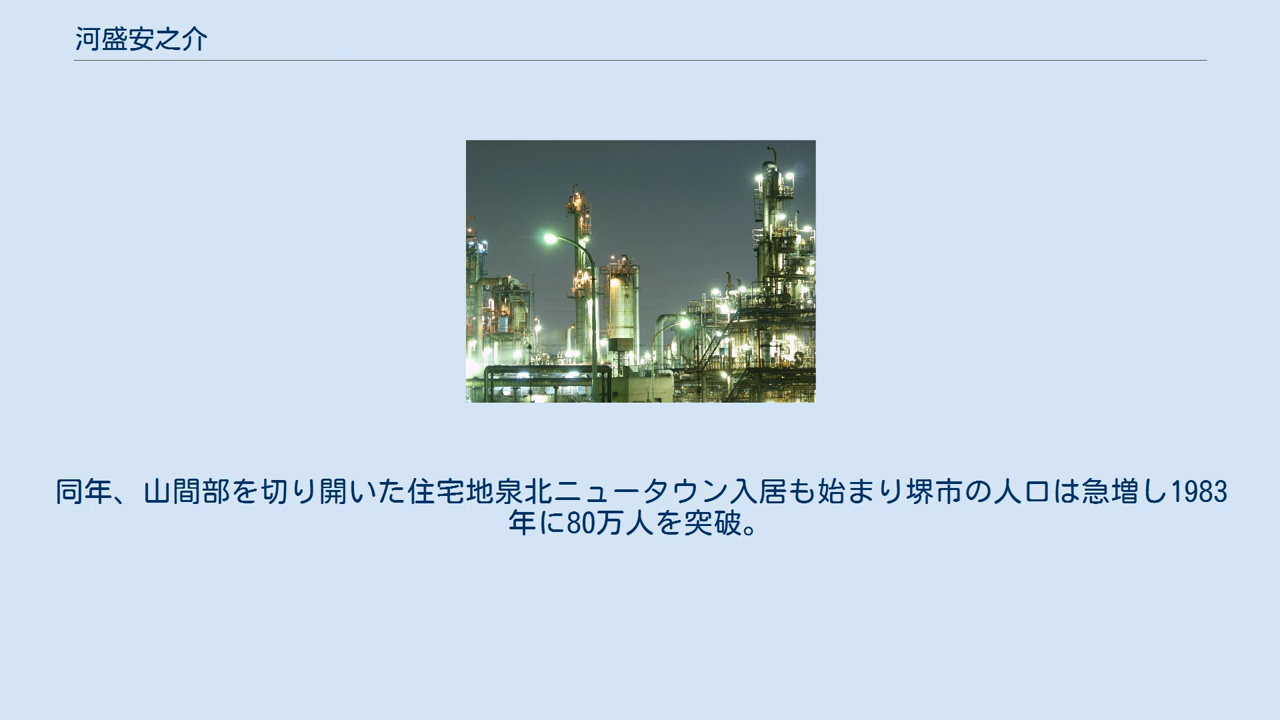 河盛安之介
同年、山間部を切り開いた住宅地泉北ニュータウン入居も始まり堺市の人口は急増し1983
年に80万人を突破。